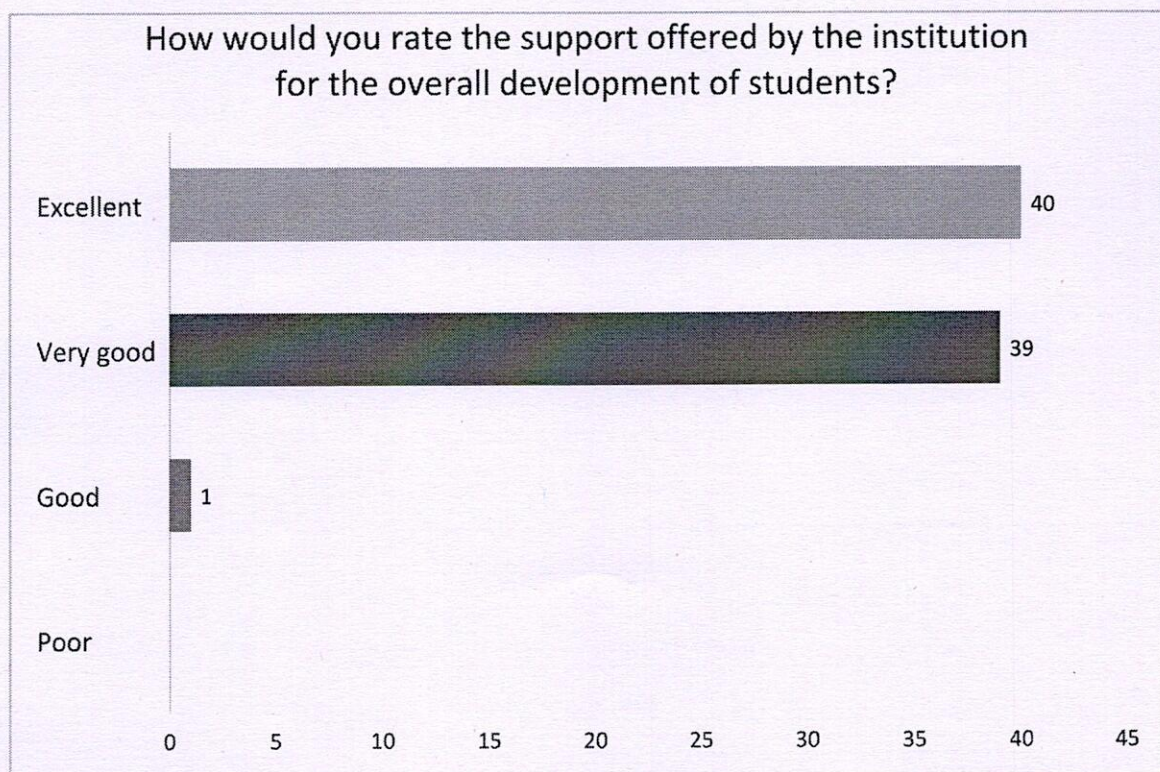 How would you rate the support offered by the institution
for the overall development of students?
Excellent
40
Very good
39
Good
1
Poor
0 5 10 15 20 25 30 35 40 45